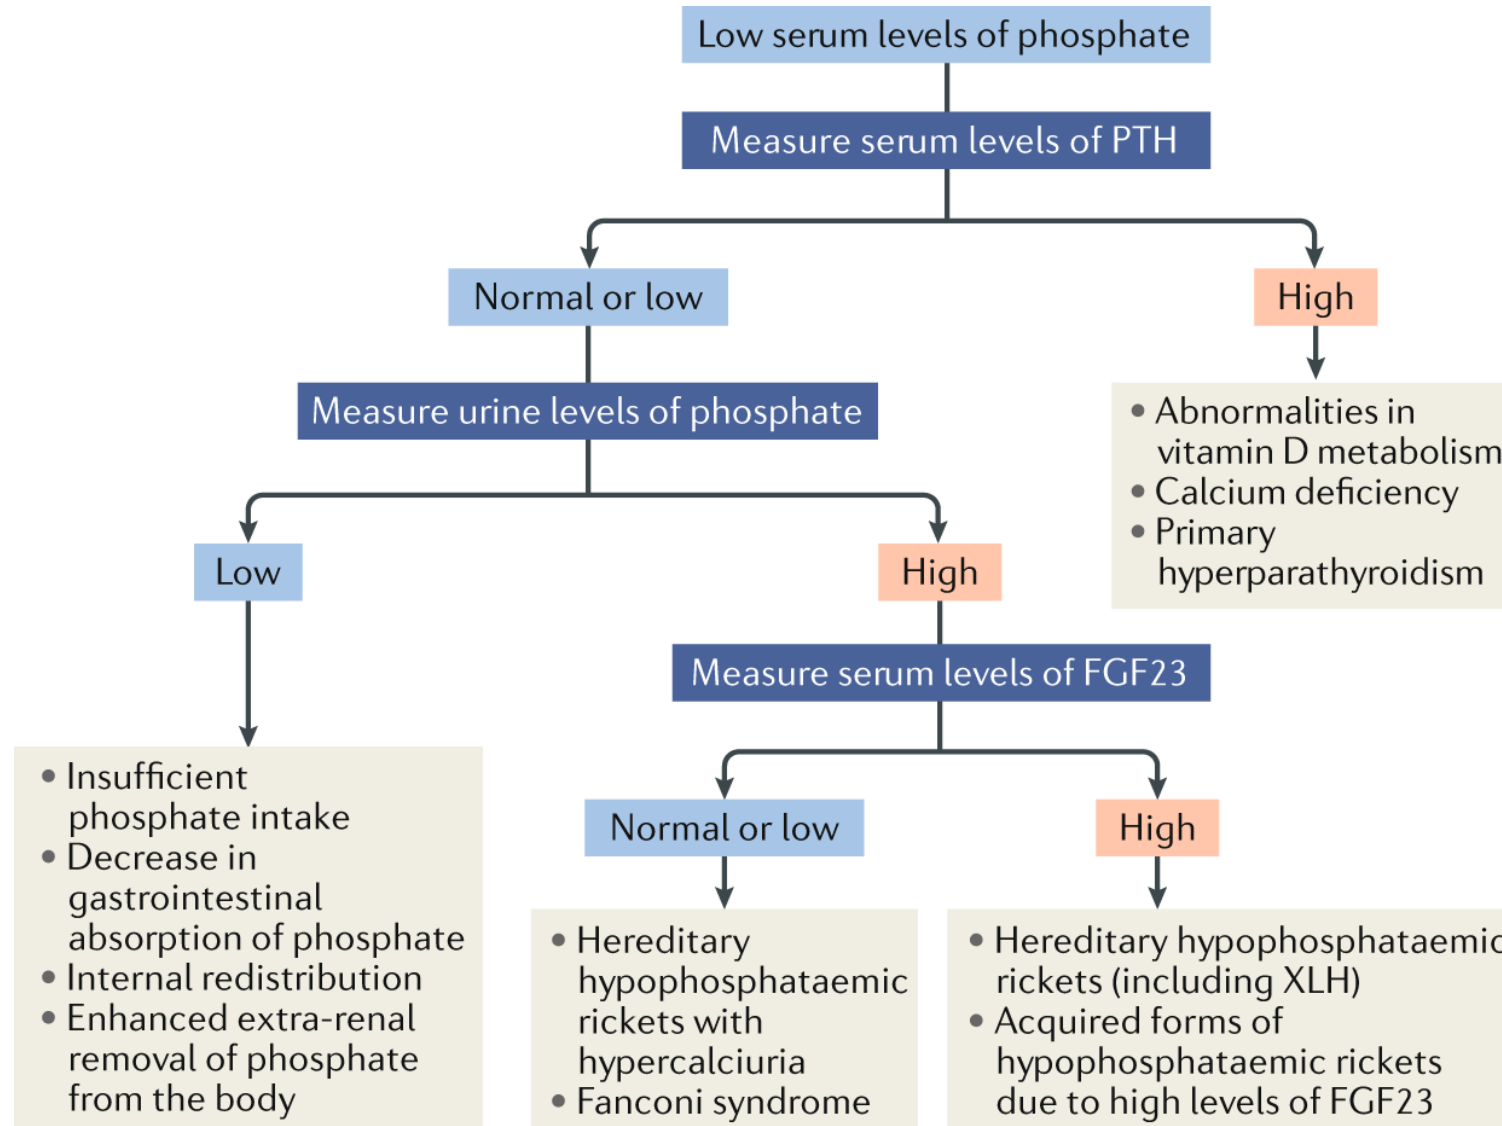 Low serum levels of phosphate
Measure serum levels of PTH
Normal or low
High
Measure urine levels of phosphate
• Abnormalities in
vitamin D metabolism
• Calcium deficiency
• Primary
hyperparathyroidism
Low
High
Measure serum levels of FGF23
• Insufficient
phosphate intake
• Decrease in
gastrointestinal
absorption of phosphate
• Internal redistribution
• Enhanced extra-renal
removal of phosphate
from the body
Normal or low
High
• Hereditary
hypophosphataemic
rickets with
hypercalciuria
• Fanconi syndrome
• Hereditary hypophosphataemic
rickets (including XLH)
• Acquired forms of
hypophosphataemic rickets
due to high levels of FGF23